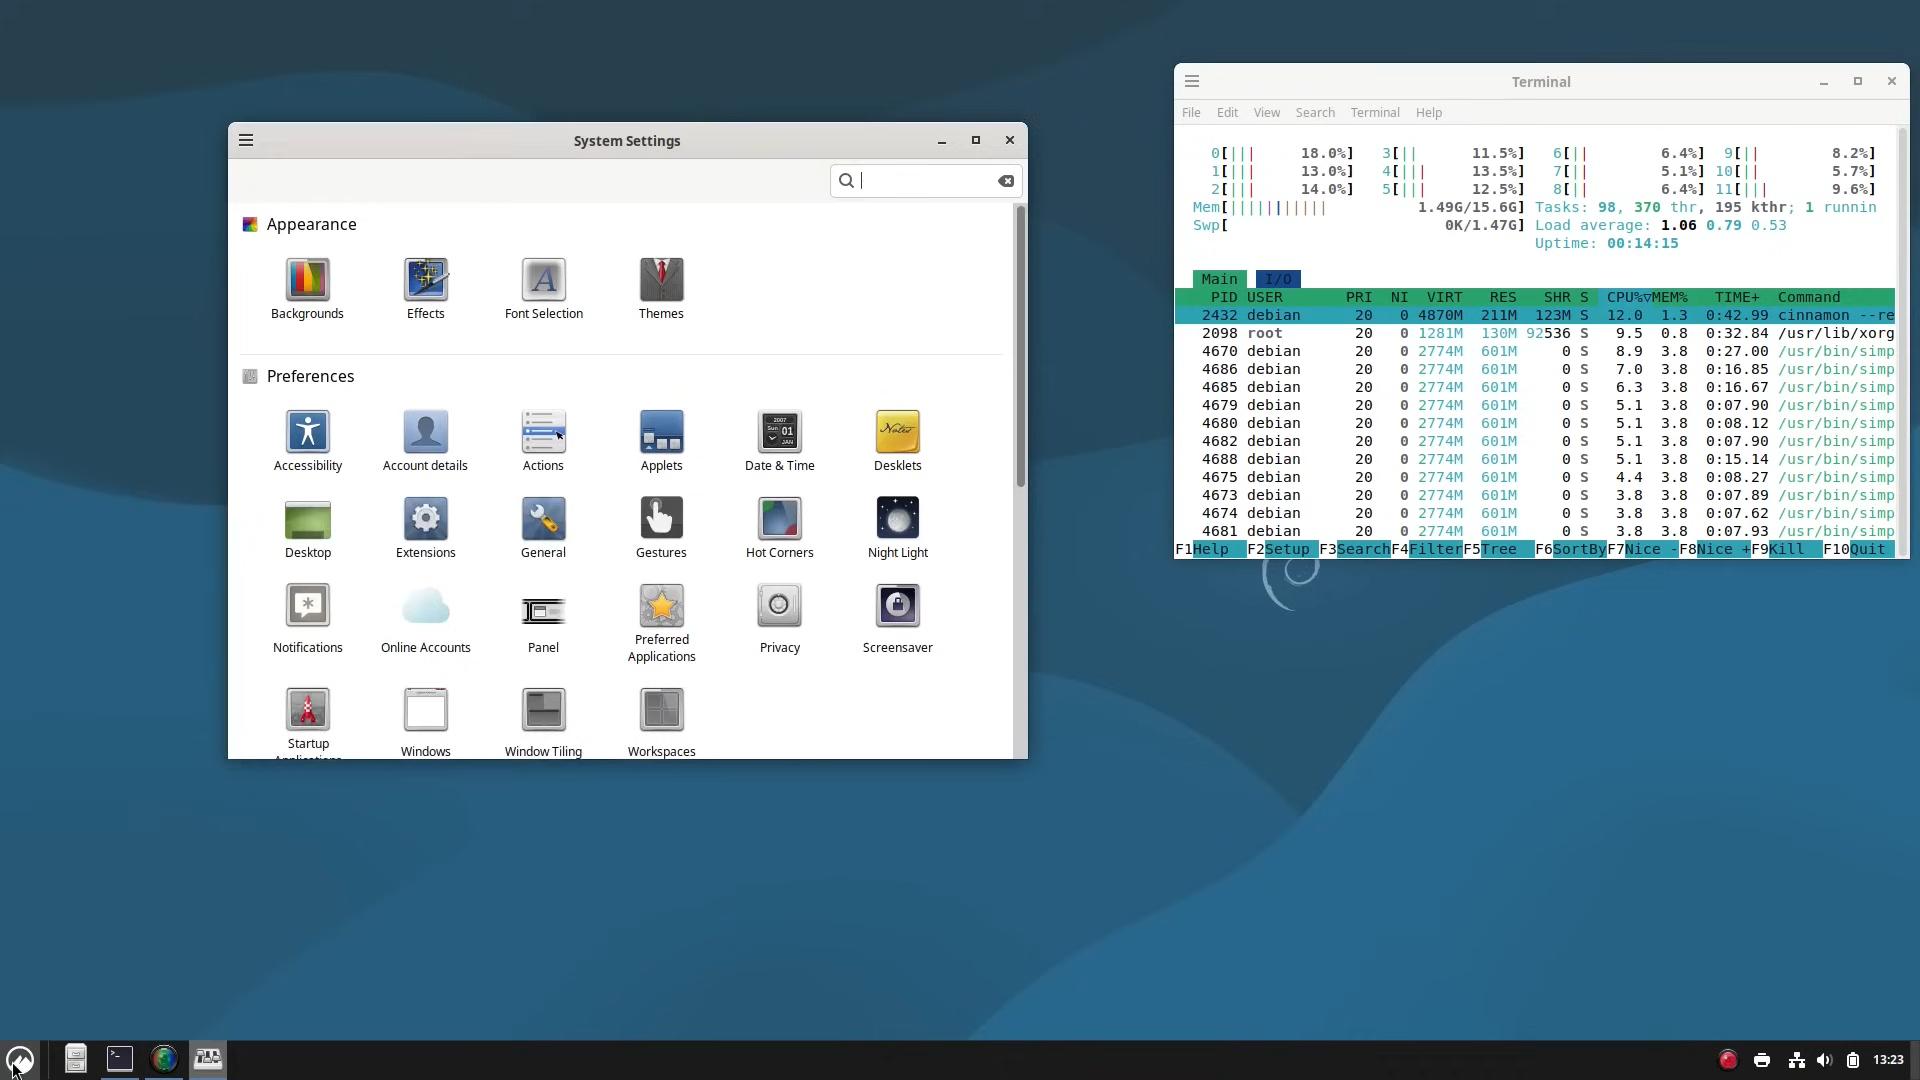 System Settings
Appearance
Backgrounds
Effects
Font Selection
Themes
Preferences
Accessibility
Account details
Actions
Applets
Date & Time
Desklets
Desktop
Extensions
General
Gestures
Hot Corners
Night Light
Notifications
Online Accounts
Panel
Preferred
Applications
Privacy
Screensaver
Startup
Windows
Window Tiling
Workspaces
Terminal
File Edit View Search Terminal Help
0[||| 18.0%] 3[|| 11.5%] 6[|| 6.4%] 9[|| 8.2%]
1[||| 13.0%] 4[||| 13.5%] 7[|| 5.1%] 10[|| 5.7%]
2[||| 14.0%] 5[||| 12.5%] 8[|| 6.4%] 11[||| 9.6%]
Mem[||||||||||| 1.49G/15.6G] Tasks: 98, 370 thr, 195 kthr; 1 runnin
Swp[ 0K/1.47G] Load average: 1.06 0.79 0.53
Uptime: 00:14:15
Main I/O
PID USER PRI NI VIRT RES SHR S CPU%▽MEM% TIME+ Command
2432 debian 20 0 4870M 211M 123M S 12.0 1.3 0:42.99 cinnamon --re
2098 root 20 0 1281M 130M 92536 S 9.5 0.8 0:32.84 /usr/lib/xorg
4670 debian 20 0 2774M 601M 0 S 8.9 3.8 0:27.00 /usr/bin/simp
4686 debian 20 0 2774M 601M 0 S 7.0 3.8 0:16.85 /usr/bin/simp
4685 debian 20 0 2774M 601M 0 S 6.3 3.8 0:16.67 /usr/bin/simp
4679 debian 20 0 2774M 601M 0 S 5.1 3.8 0:07.90 /usr/bin/simp
4680 debian 20 0 2774M 601M 0 S 5.1 3.8 0:08.12 /usr/bin/simp
4682 debian 20 0 2774M 601M 0 S 5.1 3.8 0:07.90 /usr/bin/simp
4688 debian 20 0 2774M 601M 0 S 5.1 3.8 0:15.14 /usr/bin/simp
4675 debian 20 0 2774M 601M 0 S 4.4 3.8 0:08.27 /usr/bin/simp
4673 debian 20 0 2774M 601M 0 S 3.8 3.8 0:07.89 /usr/bin/simp
4674 debian 20 0 2774M 601M 0 S 3.8 3.8 0:07.62 /usr/bin/simp
4681 debian 20 0 2774M 601M 0 S 3.8 3.8 0:07.93 /usr/bin/simp
F1Help F2Setup F3SearchF4FilterF5Tree F6SortByF7Nice -F8Nice +F9Kill F10Quit
13:23